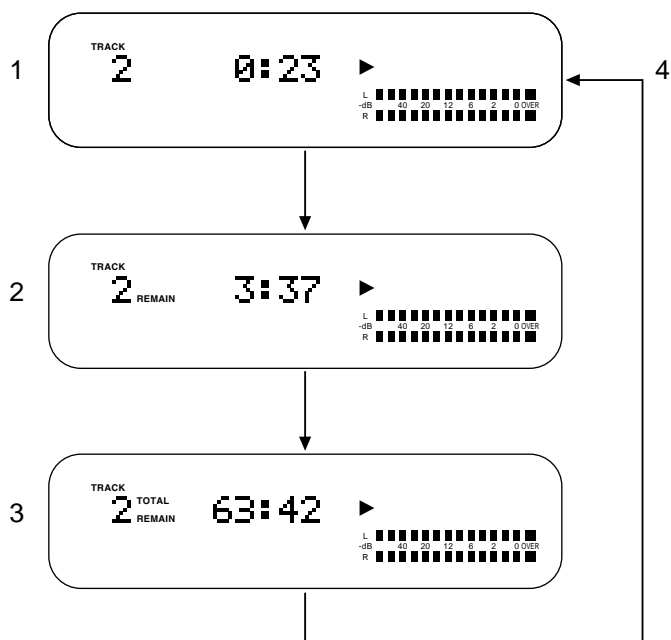 TRACK
1 2 0:23 ► 4
L
-dB 40 20 12 6 2 0 OVER
R
TRACK
2 2 REMAIN 3:37 ►
L
-dB 40 20 12 6 2 0 OVER
R
TRACK
3 2 TOTAL REMAIN 63:42 ►
L
-dB 40 20 12 6 2 0 OVER
R